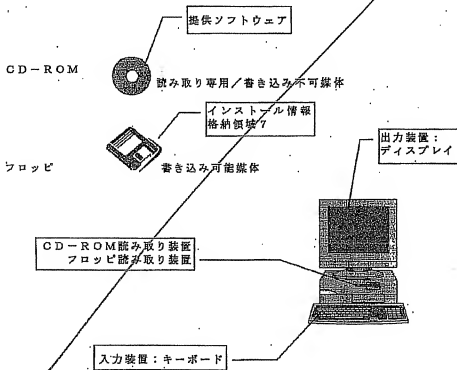 提供ソフトウェア
CD－ROM
読み取り専用／書き込み不可媒体
インストール情報
格納領域7
フロッピ
書き込み可能媒体
出力装置：
ディスプレイ
CD－ROM読み取り装置
フロッピ読み取り装置
入力装置：キーボード